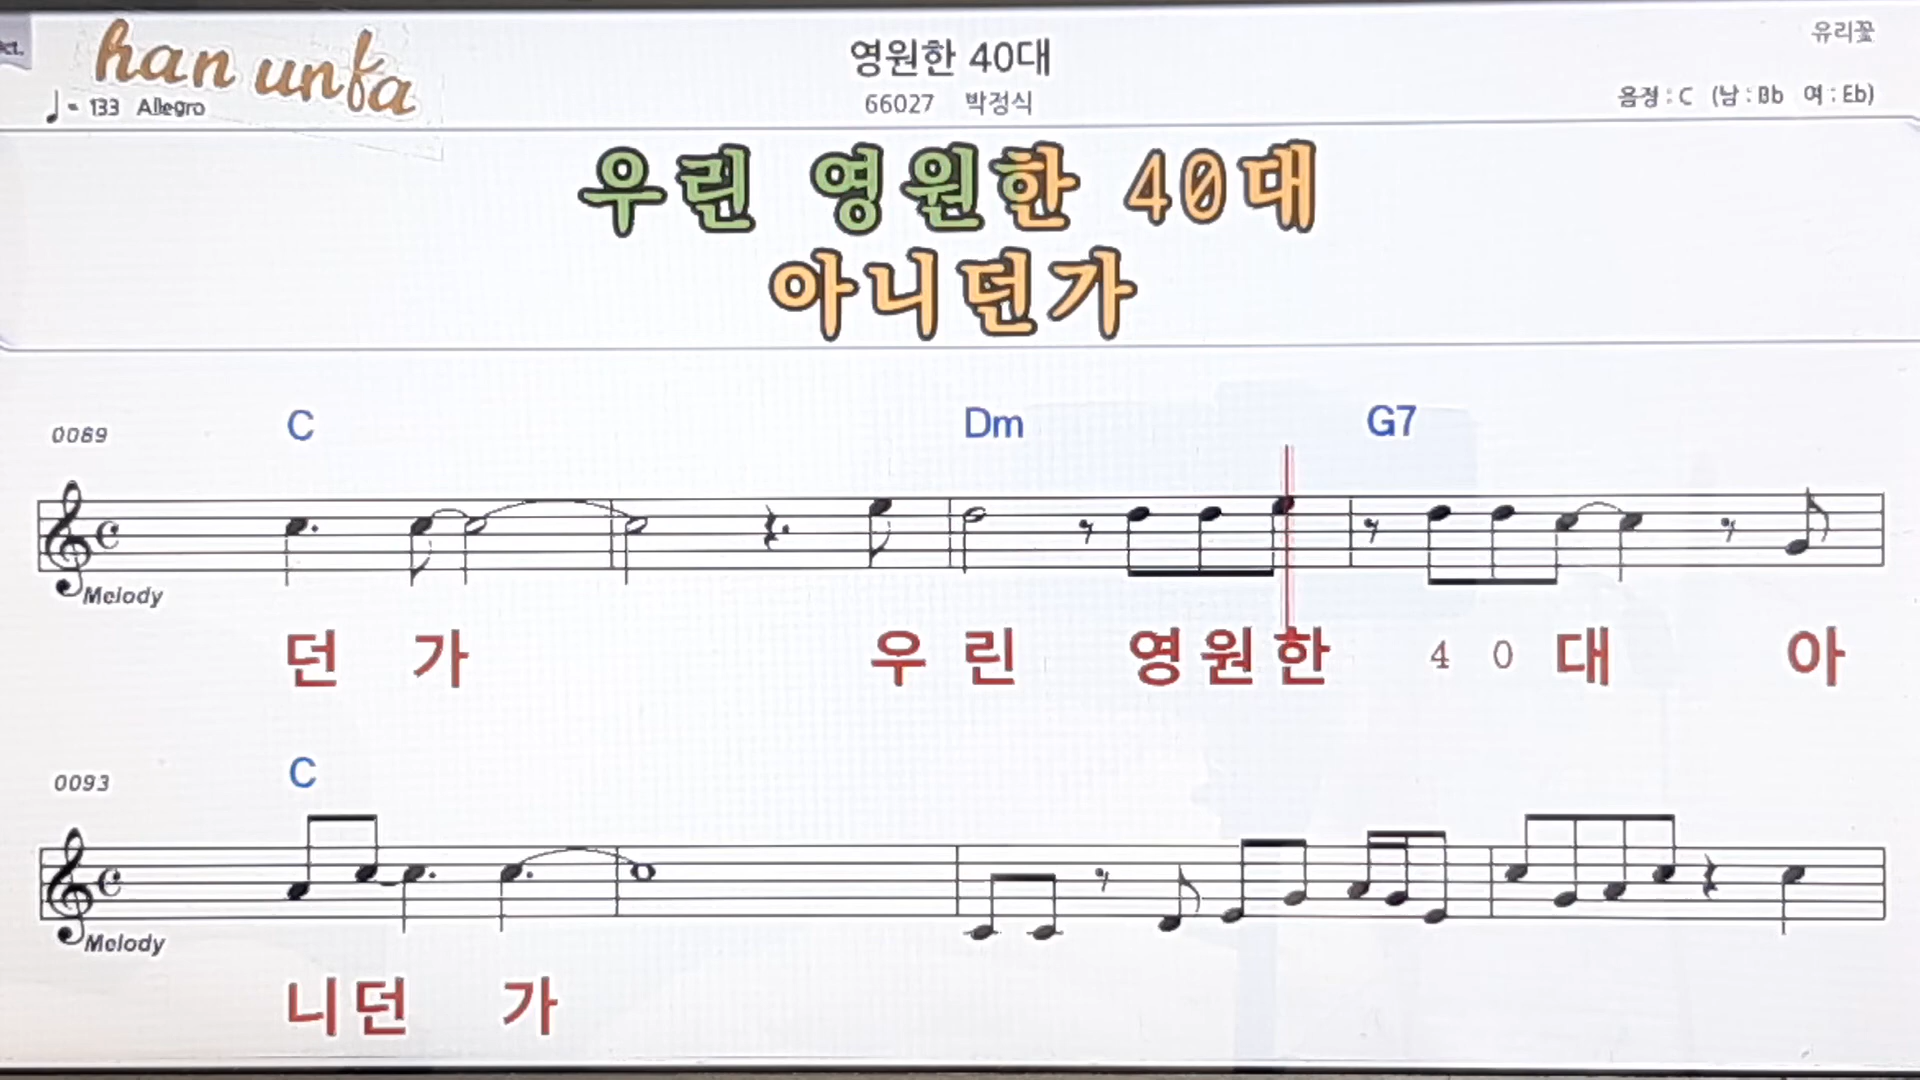 han unfa
영원한 40대
유리꽃
♩= 133 Allegro
66027 박정식
음정 : C (남 : Bb 여 : Eb)
우린 영원한 40대
아니던가
0089 C Dm G7
Melody
던 가 우 린 영 원 한 4 0 대 아
0093 C
Melody
니 던 가